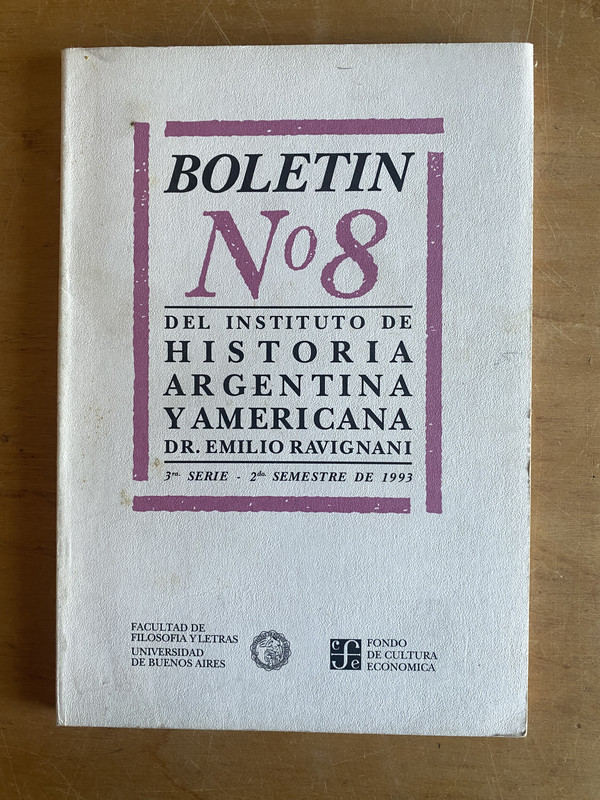 BOLETIN
Nº8
DEL INSTITUTO DE
HISTORIA
ARGENTINA
Y AMERICANA
DR. EMILIO RAVIGNANI
3ra. SERIE - 2do. SEMESTRE DE 1993
FACULTAD DE
FILOSOFIA Y LETRAS
UNIVERSIDAD
DE BUENOS AIRES
cfe
FONDO
DE CULTURA
ECONOMICA